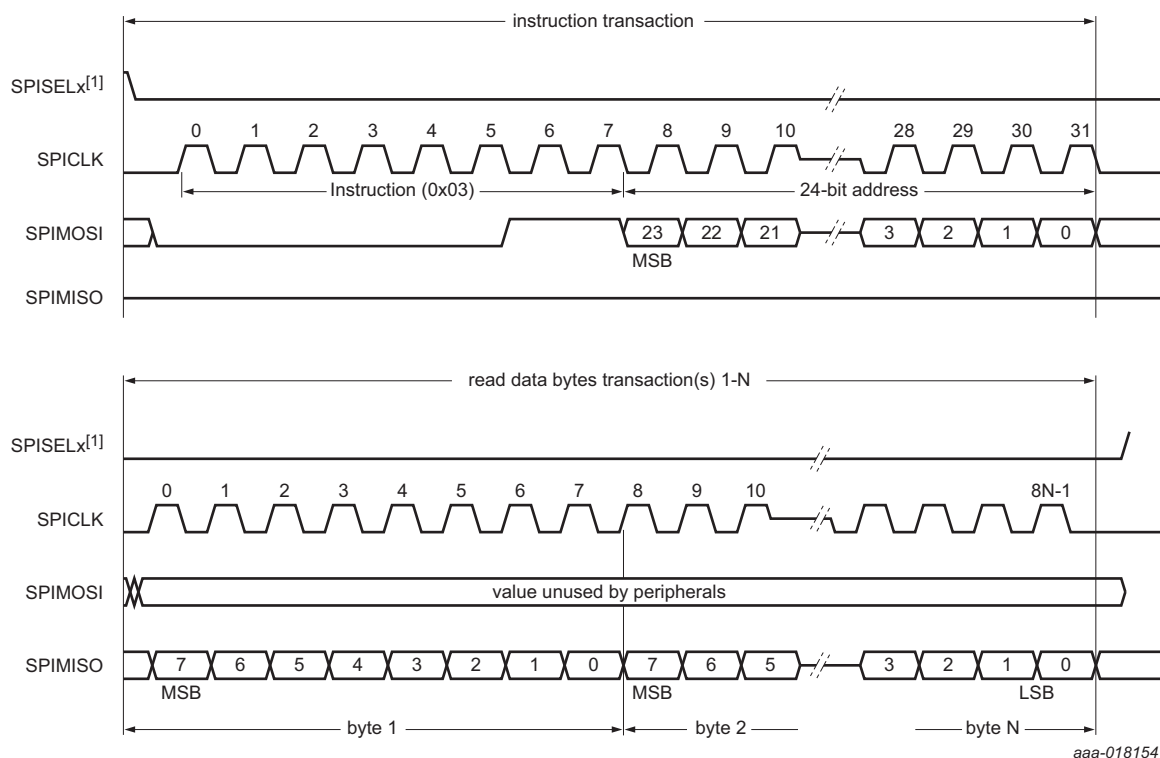 instruction transaction
SPISELx[1]
0 1 2 3 4 5 6 7 8 9 10 28 29 30 31
SPICLK
Instruction (0x03) 24-bit address
SPIMOSI 23 22 21 3 2 1 0
MSB
SPIMISO
read data bytes transaction(s) 1-N
SPISELx[1]
0 1 2 3 4 5 6 7 8 9 10 8N-1
SPICLK
SPIMOSI value unused by peripherals
SPIMISO 7 6 5 4 3 2 1 0 7 6 5 3 2 1 0
MSB MSB LSB
byte 1 byte 2 byte N
aaa-018154